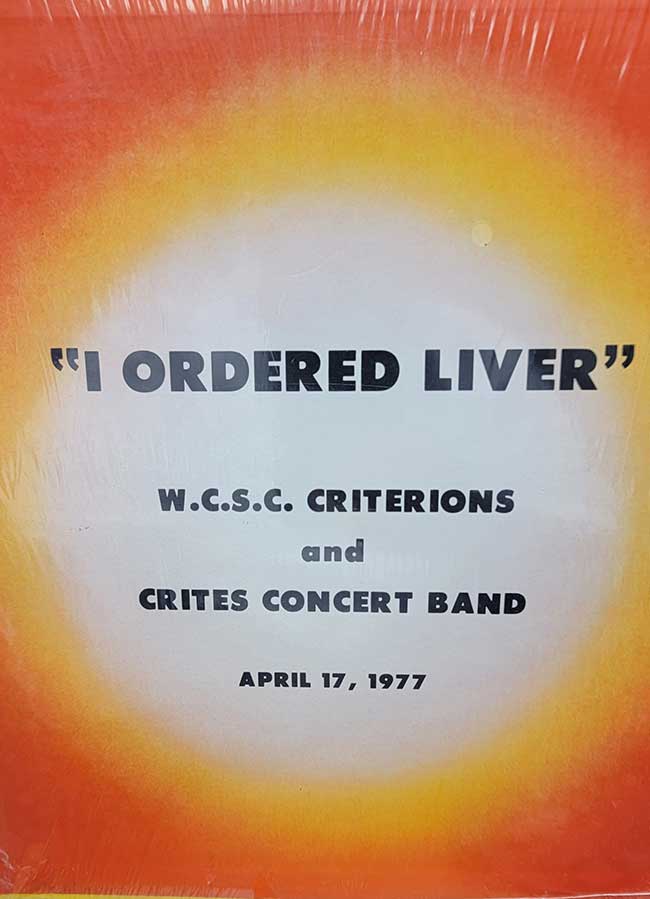 "I ORDERED LIVER"
W.C.S.C. CRITERIONS
and
CRITES CONCERT BAND
APRIL 17, 1977